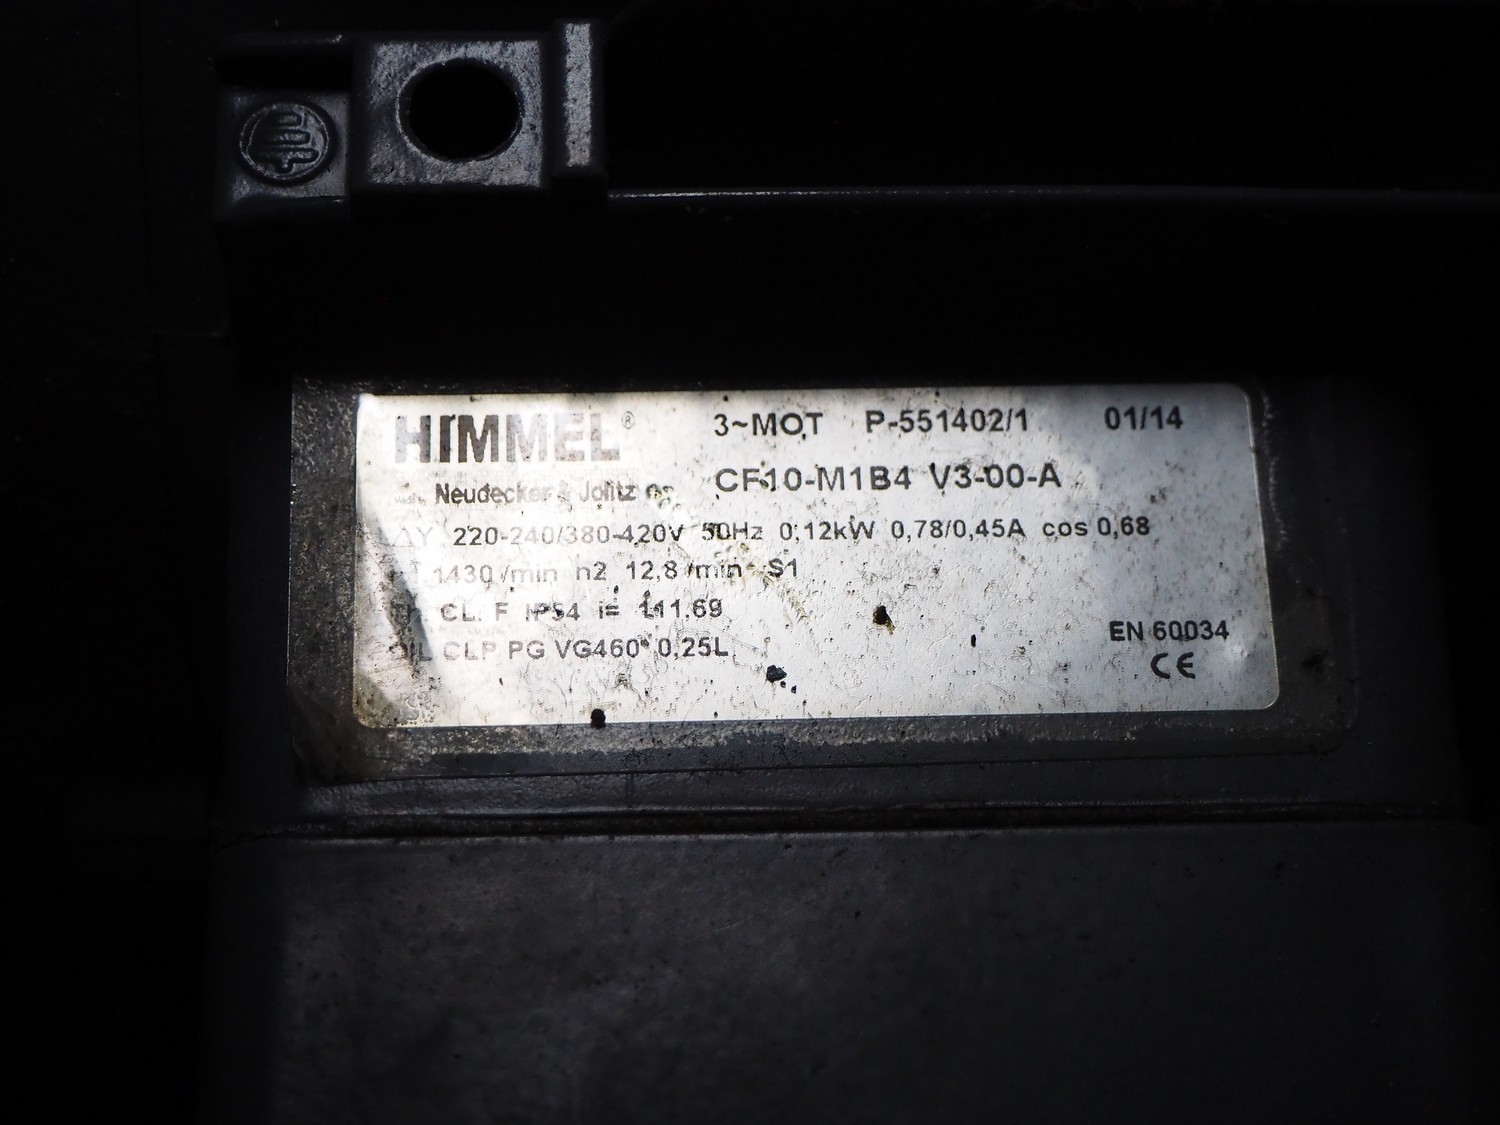 HIMMEL® 3~MOT P-551402/1 01/14
Neudecker & Jolitz CF10-M1B4 V3-00-A
ΔY 220-240/380-420V 50Hz 0,12kW 0,78/0,45A cos 0,68
1430 /min n2 12,8 /min S1
CL. F IP54 i= 111,69
OIL CLP PG VG460 0,25L
EN 60034
CE